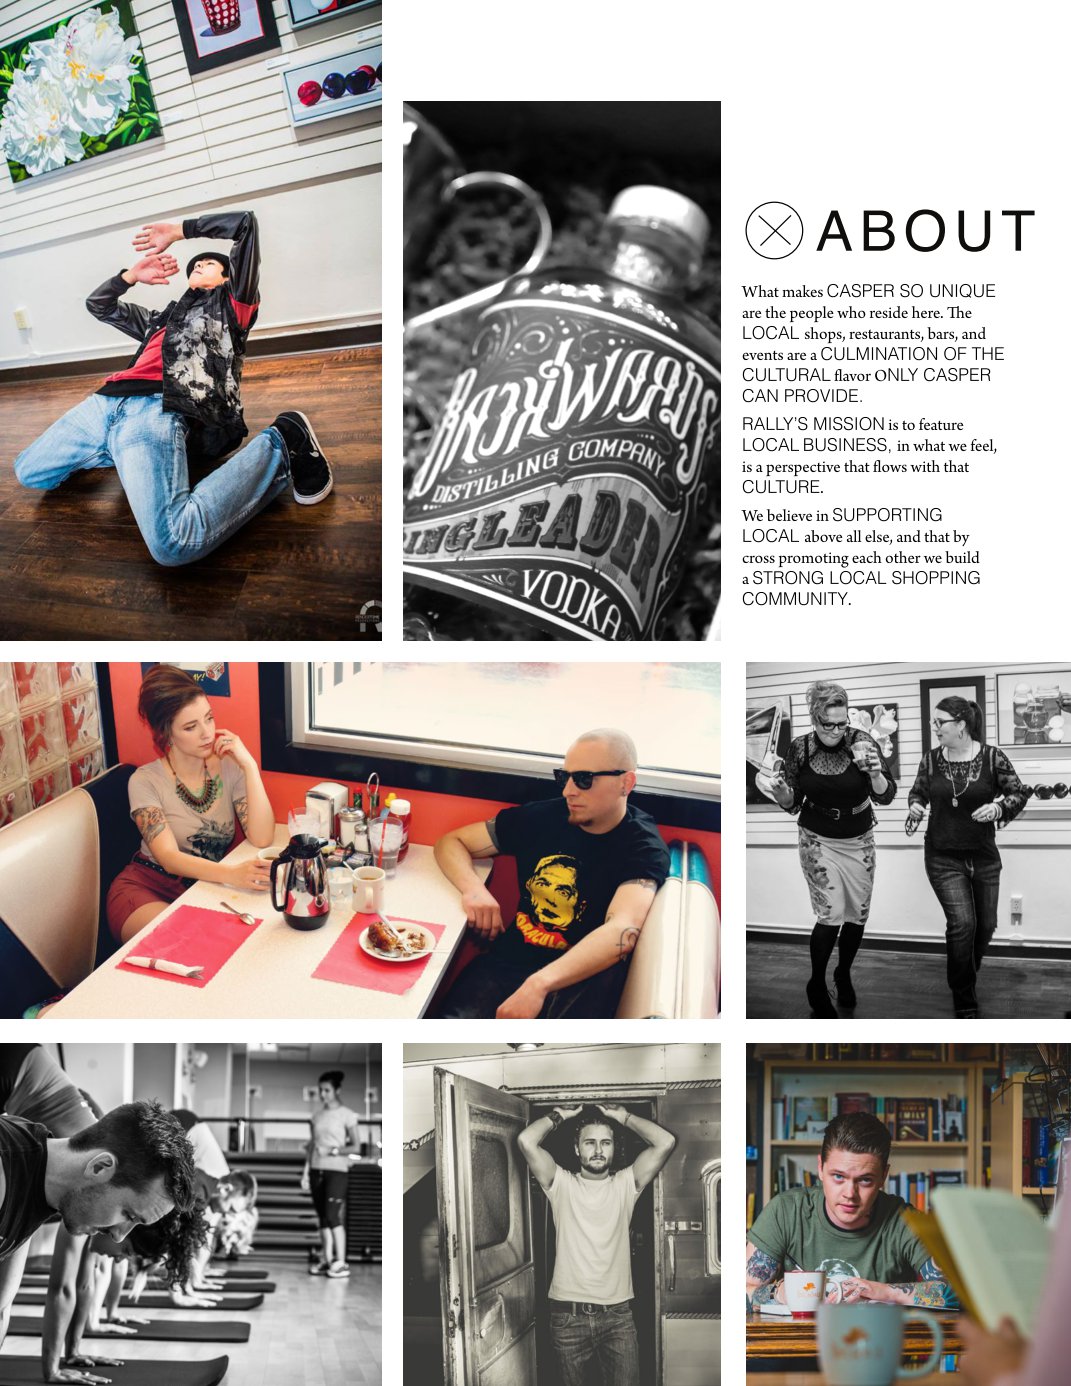 BACKWARDS
DISTILLING COMPANY
RINGLEADER
VODKA
ABOUT
What makes CASPER SO UNIQUE
are the people who reside here. The
LOCAL shops, restaurants, bars, and
events are a CULMINATION OF THE
CULTURAL flavor ONLY CASPER
CAN PROVIDE.
RALLY'S MISSION is to feature
LOCAL BUSINESS, in what we feel,
is a perspective that flows with that
CULTURE.
We believe in SUPPORTING
LOCAL above all else, and that by
cross promoting each other we build
a STRONG LOCAL SHOPPING
COMMUNITY.
DRACULA